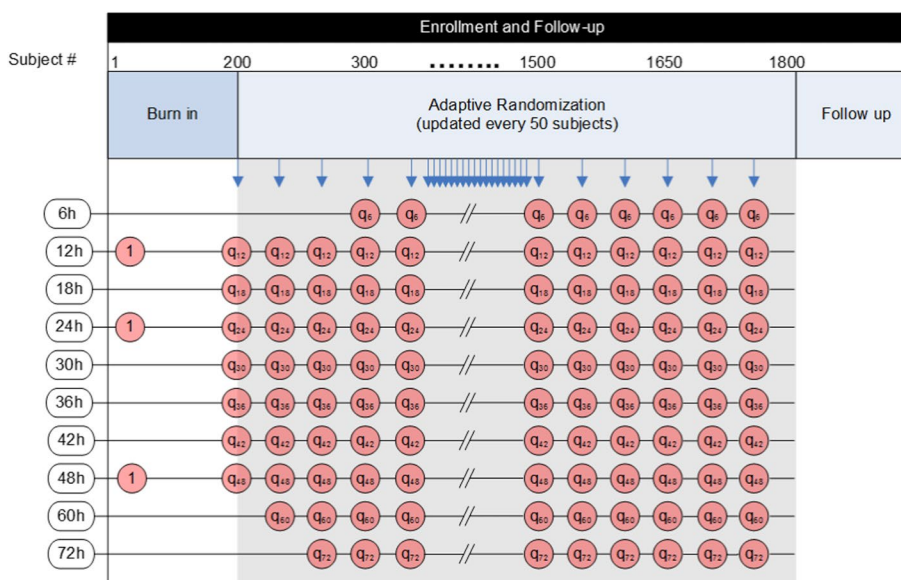 Enrollment and Follow-up
Subject # 1 200 300 ........ 1500 1650 1800
Burn in
Adaptive Randomization
(updated every 50 subjects)
Follow up
6h q6 q6 // q6 q6 q6 q6 q6 q6
12h 1 q12 q12 q12 q12 q12 // q12 q12 q12 q12 q12 q12
18h q18 q18 q18 q18 q18 // q18 q18 q18 q18 q18 q18
24h 1 q24 q24 q24 q24 q24 // q24 q24 q24 q24 q24 q24
30h q30 q30 q30 q30 q30 // q30 q30 q30 q30 q30 q30
36h q36 q36 q36 q36 q36 // q36 q36 q36 q36 q36 q36
42h q42 q42 q42 q42 q42 // q42 q42 q42 q42 q42 q42
48h 1 q48 q48 q48 q48 q48 // q48 q48 q48 q48 q48 q48
60h q60 q60 q60 q60 // q60 q60 q60 q60 q60 q60
72h q72 q72 q72 // q72 q72 q72 q72 q72 q72